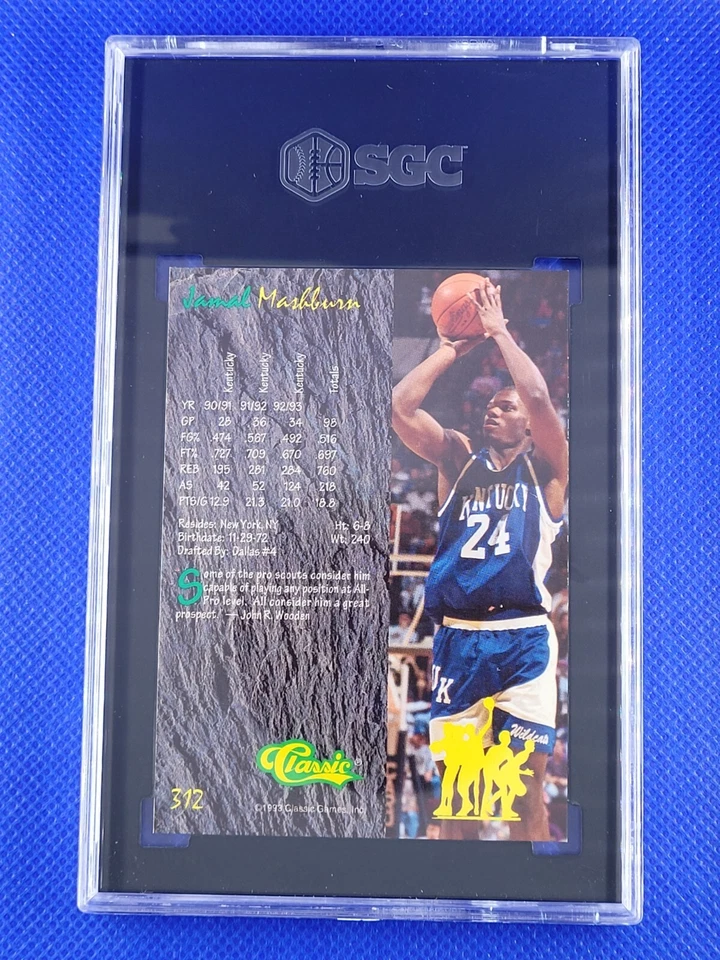 SGC
Jamal Mashburn
Kentucky Kentucky Kentucky Totals
YR 90/91 91/92 92/93
GP 28 36 34 98
FG% .474 .567 .492 .516
FT% .727 .709 .670 .697
REB 195 281 284 760
AS 42 52 124 218
PTS/G 12.9 21.3 21.0 18.8
Resides: New York, NY Ht: 6-8
Birthdate: 11-29-72 Wt: 240
Drafted By: Dallas #4
Some of the pro scouts consider him
capable of playing any position at All-
Pro level. 'All consider him a great
prospect.' — John R. Wooden
KENTUCKY
24
UK
Wildcats
Classic
312
©1993 Classic Games, Inc.